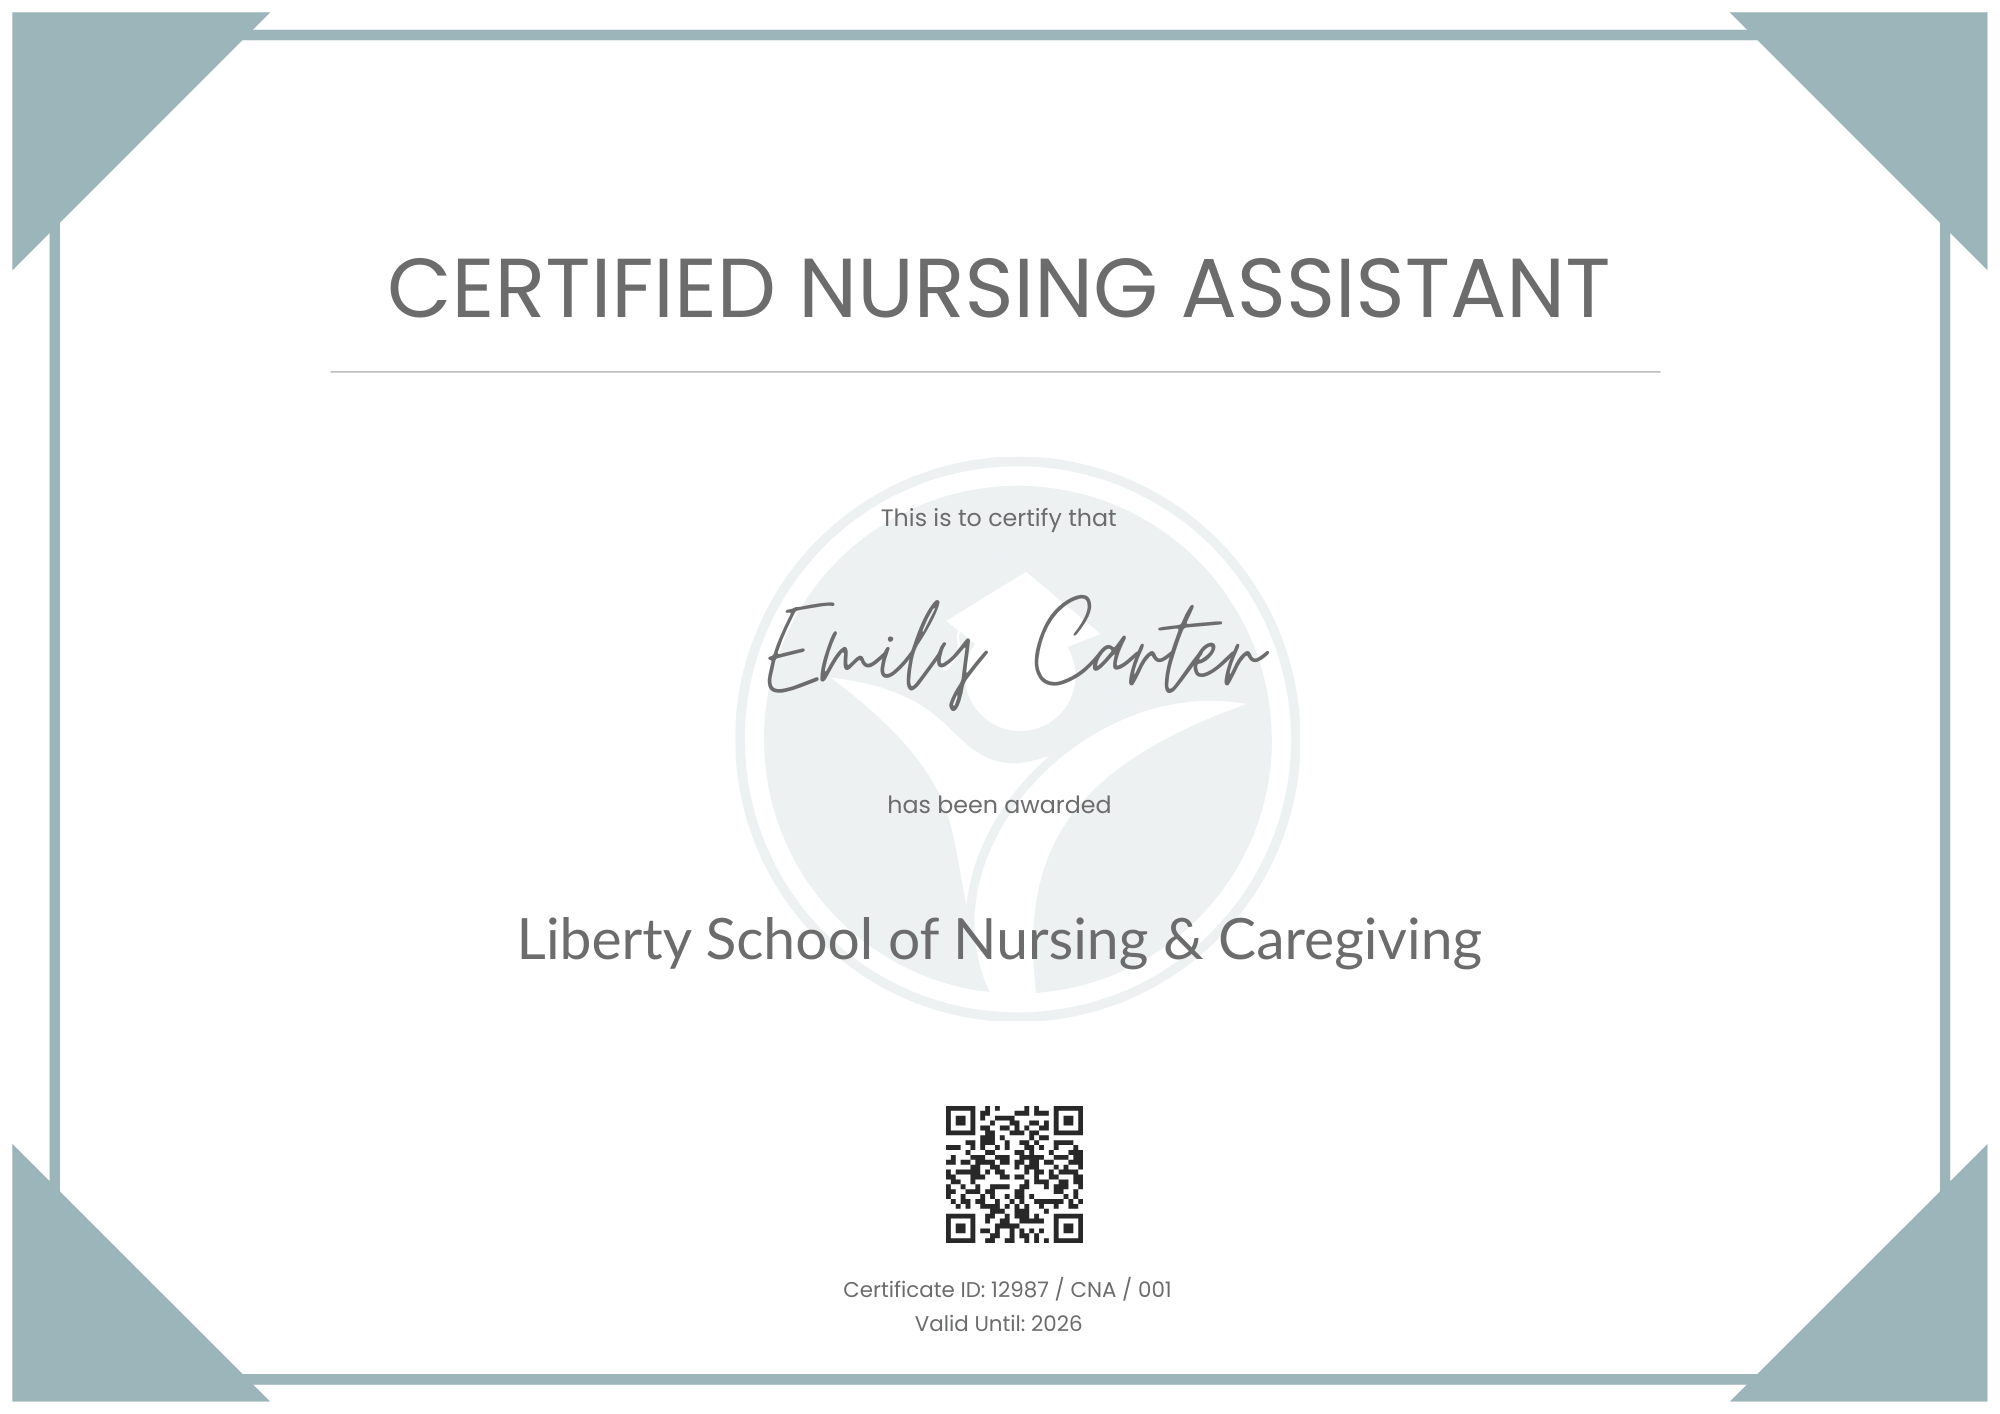 CERTIFIED NURSING ASSISTANT
This is to certify that
Emily Carter
has been awarded
Liberty School of Nursing & Caregiving
Certificate ID: 12987 / CNA / 001
Valid Until: 2026